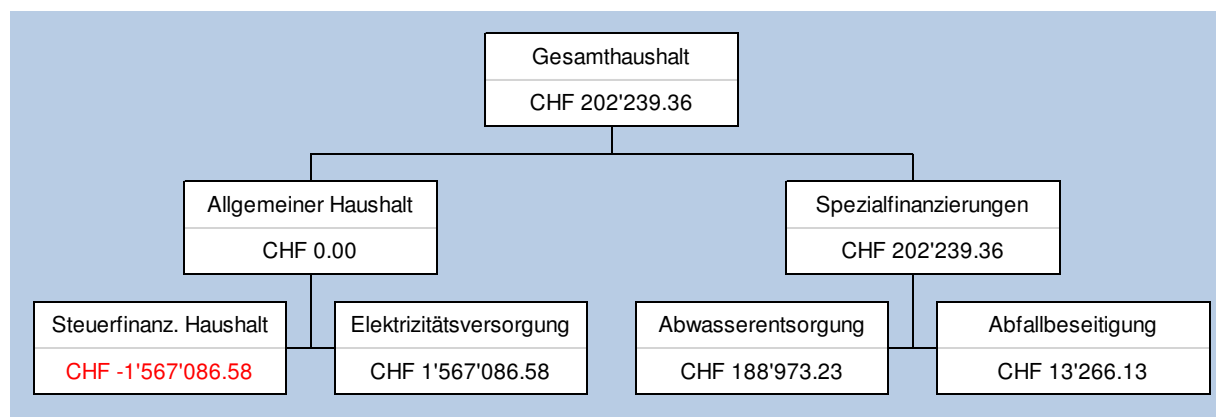 Gesamthaushalt
CHF 202'239.36
Allgemeiner Haushalt
CHF 0.00
Spezialfinanzierungen
CHF 202'239.36
Steuerfinanz. Haushalt
CHF -1'567'086.58
Elektrizitätsversorgung
CHF 1'567'086.58
Abwasserentsorgung
CHF 188'973.23
Abfallbeseitigung
CHF 13'266.13